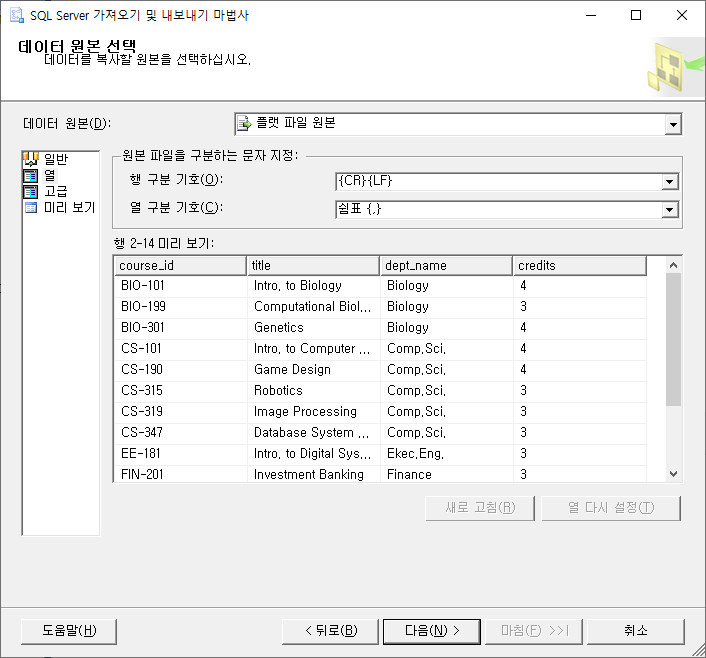 SQL Server 가져오기 및 내보내기 마법사
데이터 원본 선택
데이터를 복사할 원본을 선택하십시오.
데이터 원본(D): 플랫 파일 원본
일반
열
고급
미리 보기
원본 파일을 구분하는 문자 지정:
행 구분 기호(O): {CR}{LF}
열 구분 기호(C): 쉼표 {,}
행 2-14 미리 보기:
course_id title dept_name credits
BIO-101 Intro. to Biology Biology 4
BIO-199 Computational Biol... Biology 3
BIO-301 Genetics Biology 4
CS-101 Intro. to Computer ... Comp.Sci. 4
CS-190 Game Design Comp.Sci. 4
CS-315 Robotics Comp.Sci. 3
CS-319 Image Processing Comp.Sci. 3
CS-347 Database System ... Comp.Sci. 3
EE-181 Intro. to Digital Sys... Ekec.Eng. 3
FIN-201 Investment Banking Finance 3
새로 고침(R) 열 다시 설정(T)
도움말(H) < 뒤로(B) 다음(N) > 마침(F) >>| 취소